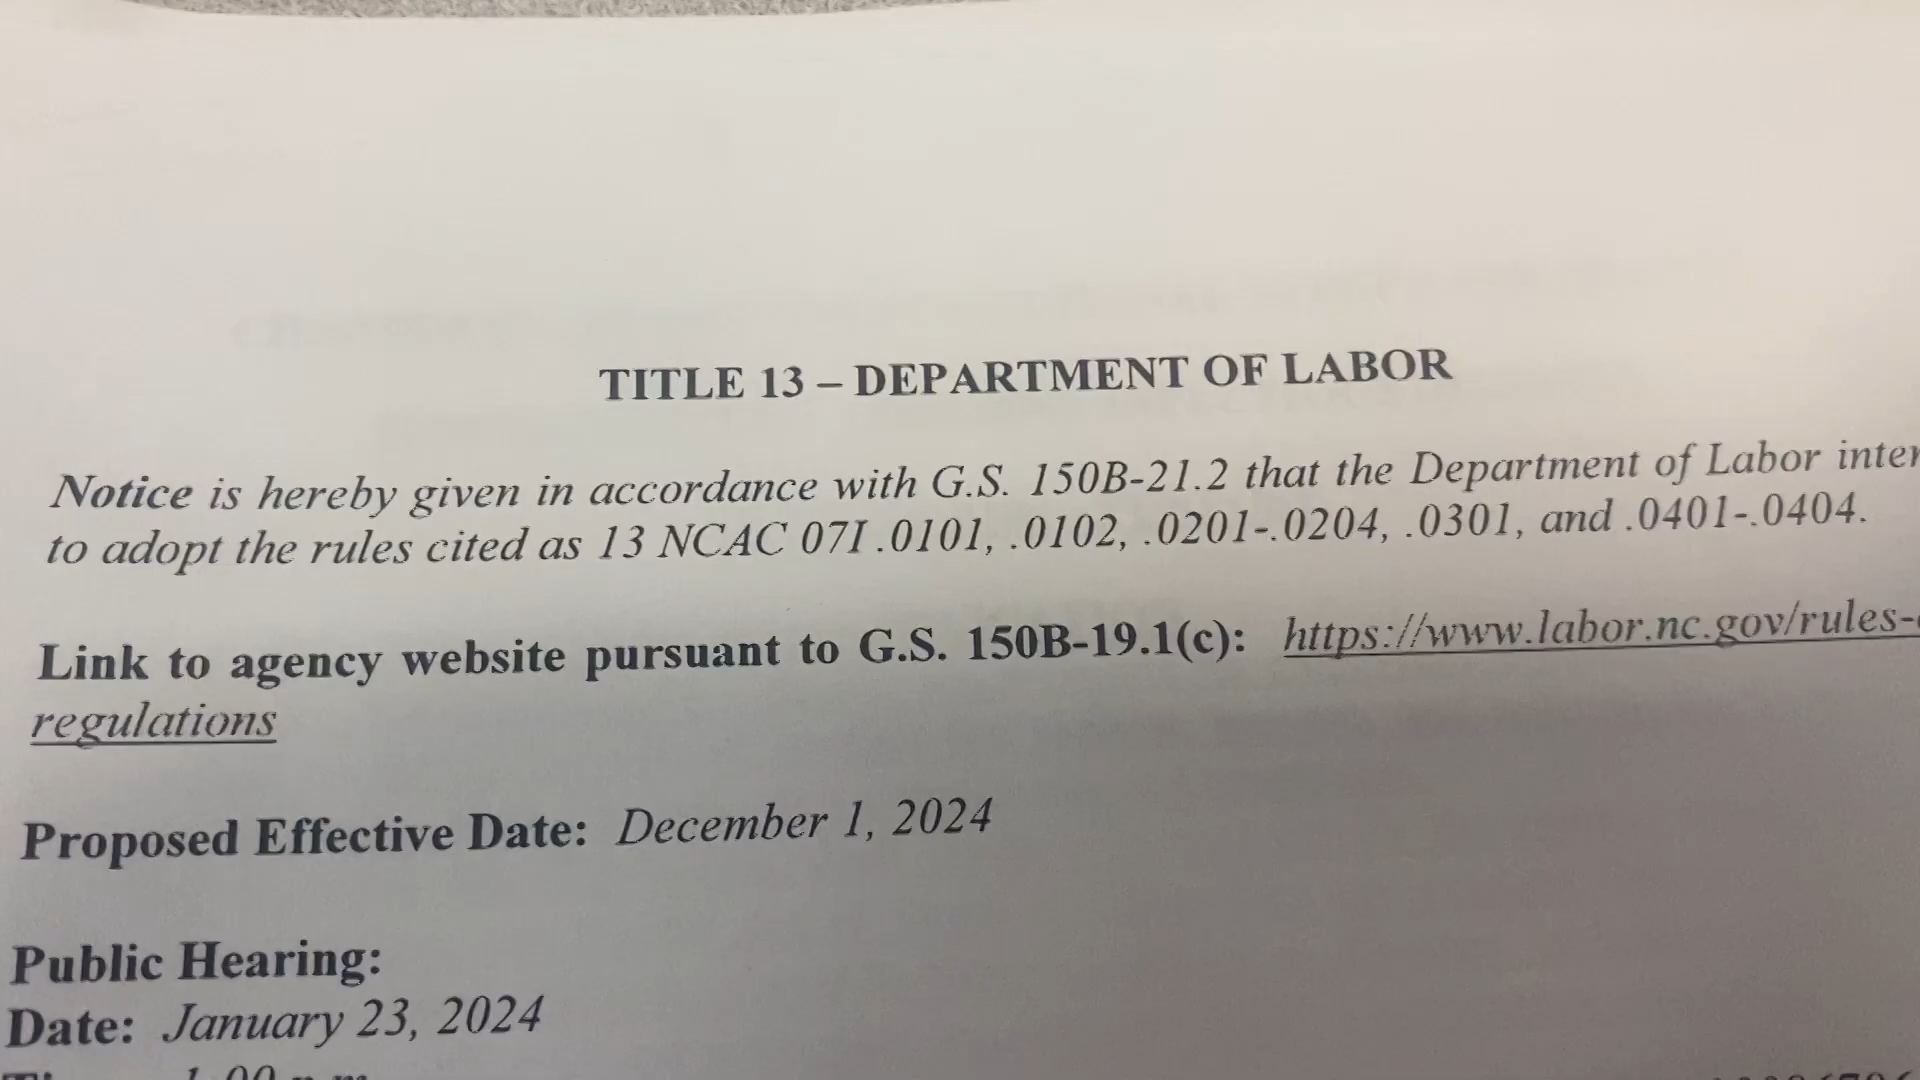 TITLE 13 – DEPARTMENT OF LABOR
Notice is hereby given in accordance with G.S. 150B-21.2 that the Department of Labor
to adopt the rules cited as 13 NCAC 07I .0101, .0102, .0201-.0204, .0301, and .0401-.0404.
Link to agency website pursuant to G.S. 150B-19.1(c): https://www.labor.nc.gov/rules-
regulations
Proposed Effective Date: December 1, 2024
Public Hearing:
Date: January 23, 2024